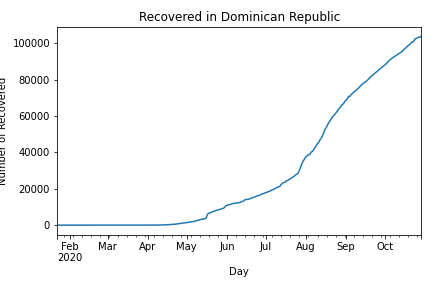 Recovered in Dominican Republic
Number of Recovered
100000
80000
60000
40000
20000
0
Feb Mar Apr May Jun Jul Aug Sep Oct
2020
Day